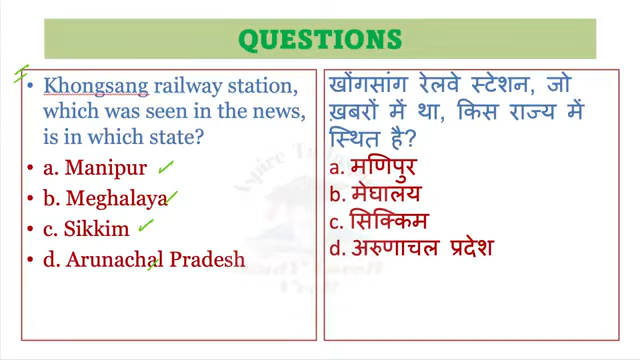 QUESTIONS
• Khongsang railway station,
which was seen in the news,
is in which state?
• a. Manipur
• b. Meghalaya
• c. Sikkim
• d. Arunachal Pradesh
खोंगसांग रेलवे स्टेशन, जो
ख़बरों में था, किस राज्य में
स्थित है?
a. मणिपुर
b. मेघालय
c. सिक्किम
d. अरुणाचल प्रदेश